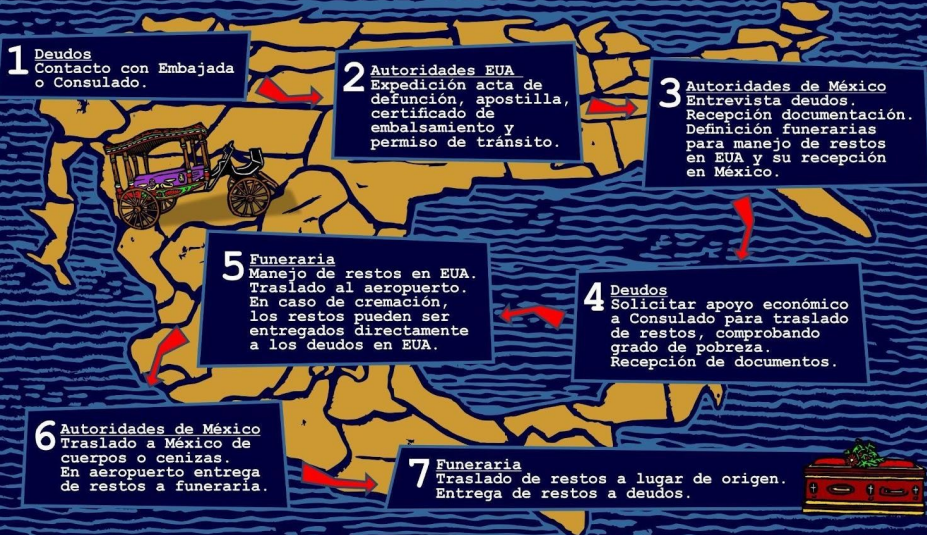 1 Deudos
Contacto con Embajada
o Consulado.
2 Autoridades EUA
Expedición acta de
defunción, apostilla,
certificado de
embalsamiento y
permiso de tránsito.
3 Autoridades de México
Entrevista deudos.
Recepción documentación.
Definición funerarias
para manejo de restos
en EUA y su recepción
en México.
4 Deudos
Solicitar apoyo económico
a Consulado para traslado
de restos, comprobando
grado de pobreza.
Recepción de documentos.
5 Funeraria
Manejo de restos en EUA.
Traslado al aeropuerto.
En caso de cremación,
los restos pueden ser
entregados directamente
a los deudos en EUA.
6 Autoridades de México
Traslado a México de
cuerpos o cenizas.
En aeropuerto entrega
de restos a funeraria.
7 Funeraria
Traslado de restos a lugar de origen.
Entrega de restos a deudos.